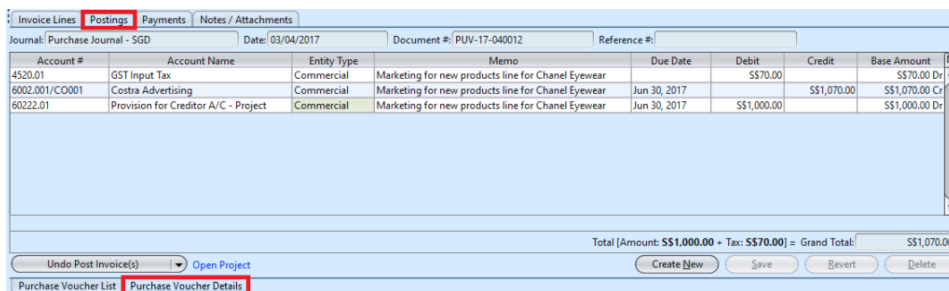 Invoice Lines Postings Payments Notes / Attachments
Journal: Purchase Journal - SGD Date: 03/04/2017 Document #: PUV-17-040012 Reference #:
Account # Account Name Entity Type Memo Due Date Debit Credit Base Amount
4520.01 GST Input Tax Commercial Marketing for new products line for Chanel Eyewear S$70.00 S$70.00 Dr
6002.001/CO001 Costra Advertising Commercial Marketing for new products line for Chanel Eyewear Jun 30, 2017 S$1,070.00 S$1,070.00 Cr
60222.01 Provision for Creditor A/C - Project Commercial Marketing for new products line for Chanel Eyewear Jun 30, 2017 S$1,000.00 S$1,000.00 Dr
Total [Amount: S$1,000.00 + Tax: S$70.00] = Grand Total: S$1,070.00
Undo Post Invoice(s) Open Project Create New Save Revert Delete
Purchase Voucher List Purchase Voucher Details